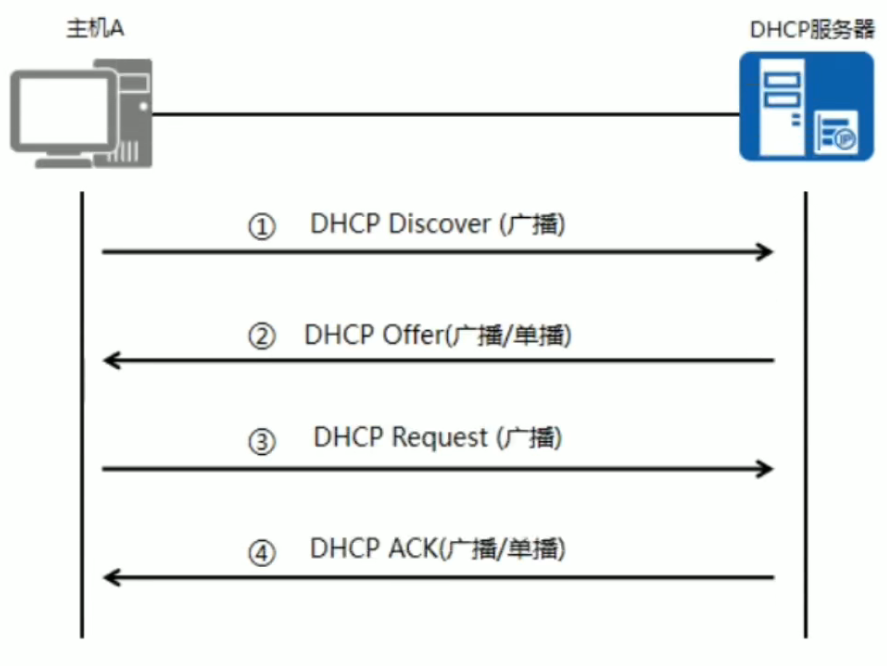 主机A
DHCP服务器
IP
① DHCP Discover (广播)
② DHCP Offer(广播/单播)
③ DHCP Request (广播)
④ DHCP ACK(广播/单播)